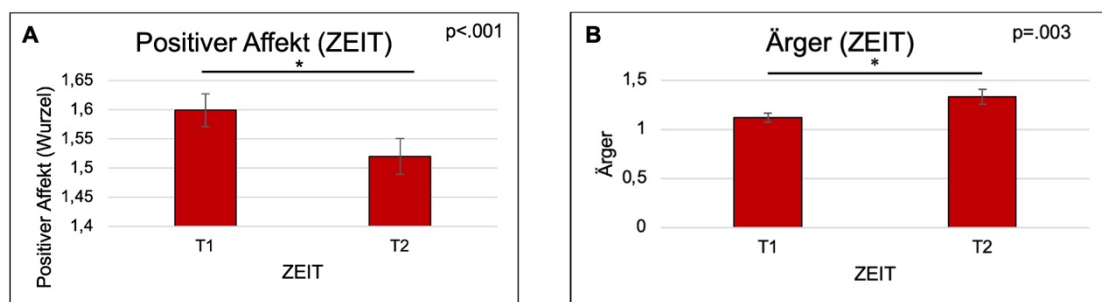 A
Positiver Affekt (ZEIT)
p<.001
*
Positiver Affekt (Wurzel)
1,65
1,6
1,55
1,5
1,45
1,4
T1
T2
ZEIT
B
Ärger (ZEIT)
p=.003
*
Ärger
1,5
1
0,5
0
T1
T2
ZEIT